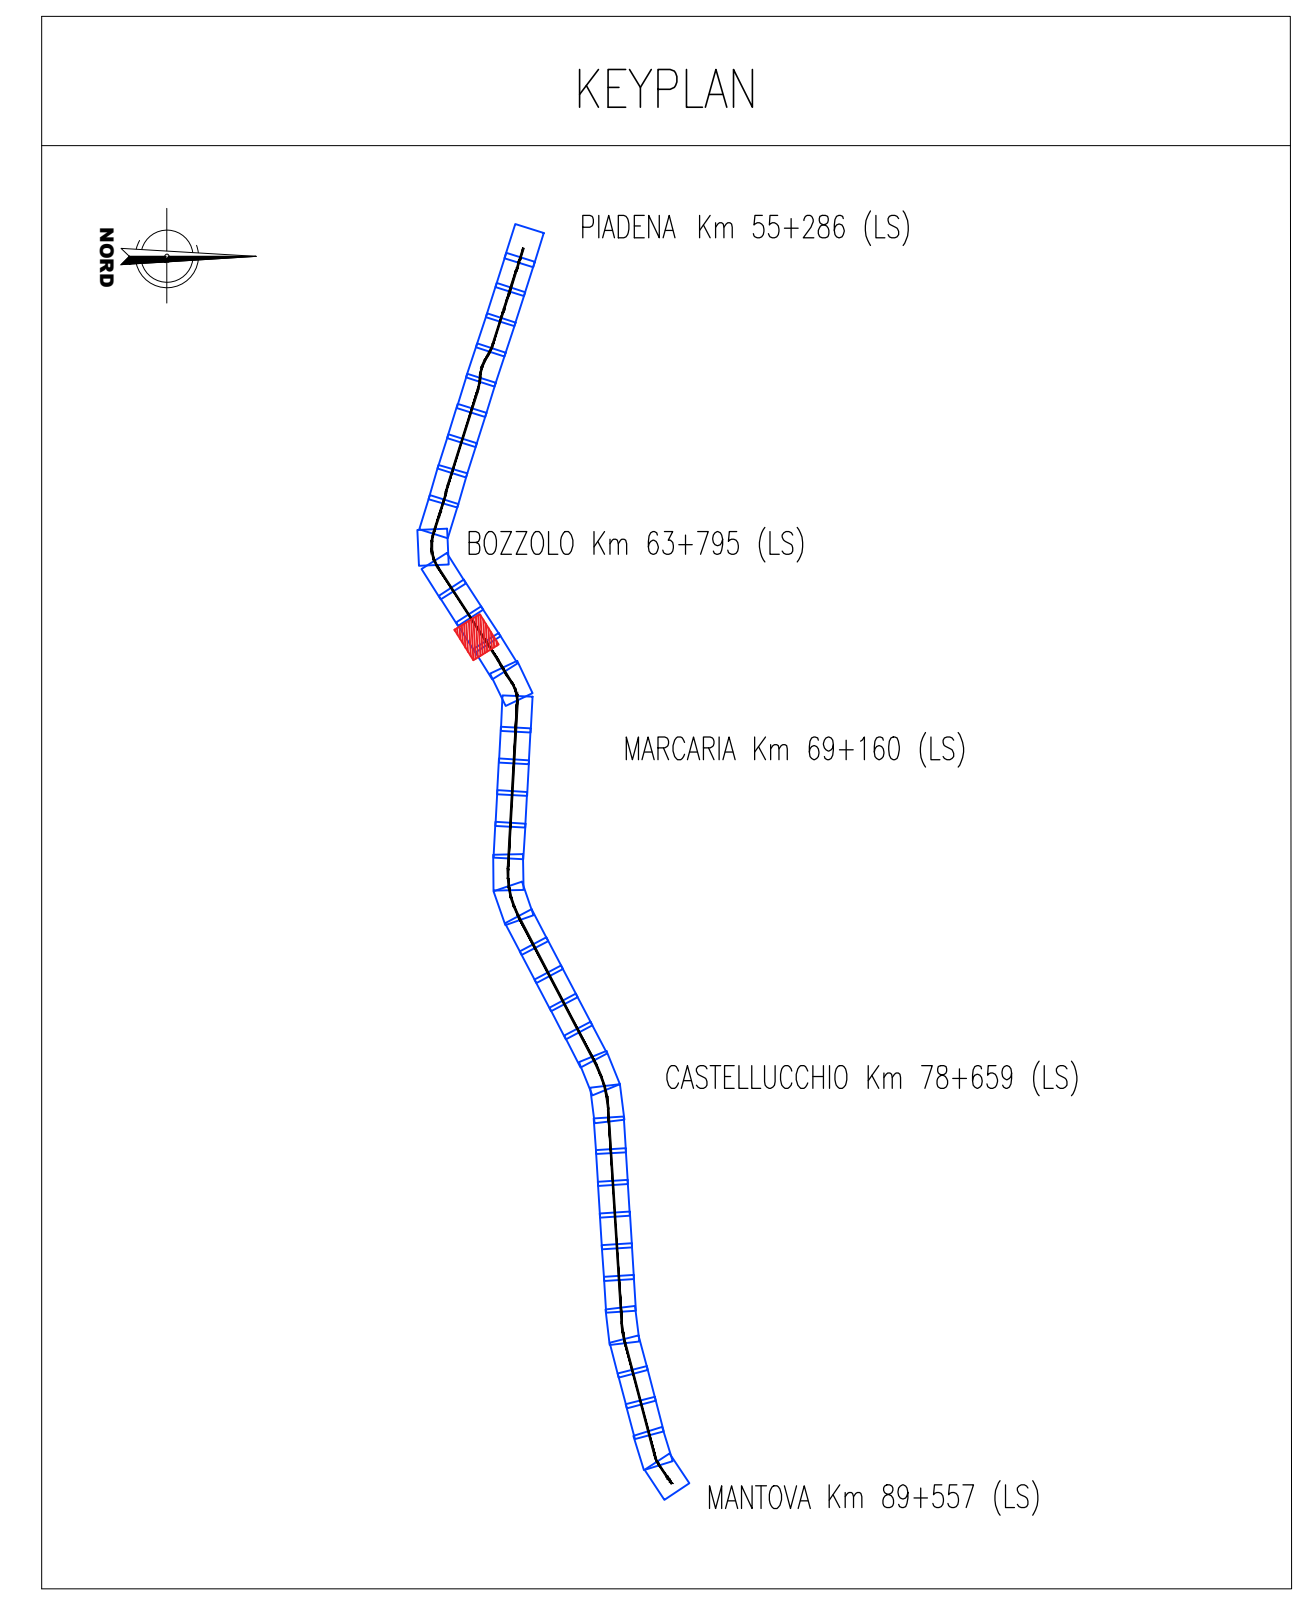 KEYPLAN
NORD
PIADENA Km 55+286 (LS)
BOZZOLO Km 63+795 (LS)
MARCARIA Km 69+160 (LS)
CASTELLUCCHIO Km 78+659 (LS)
MANTOVA Km 89+557 (LS)